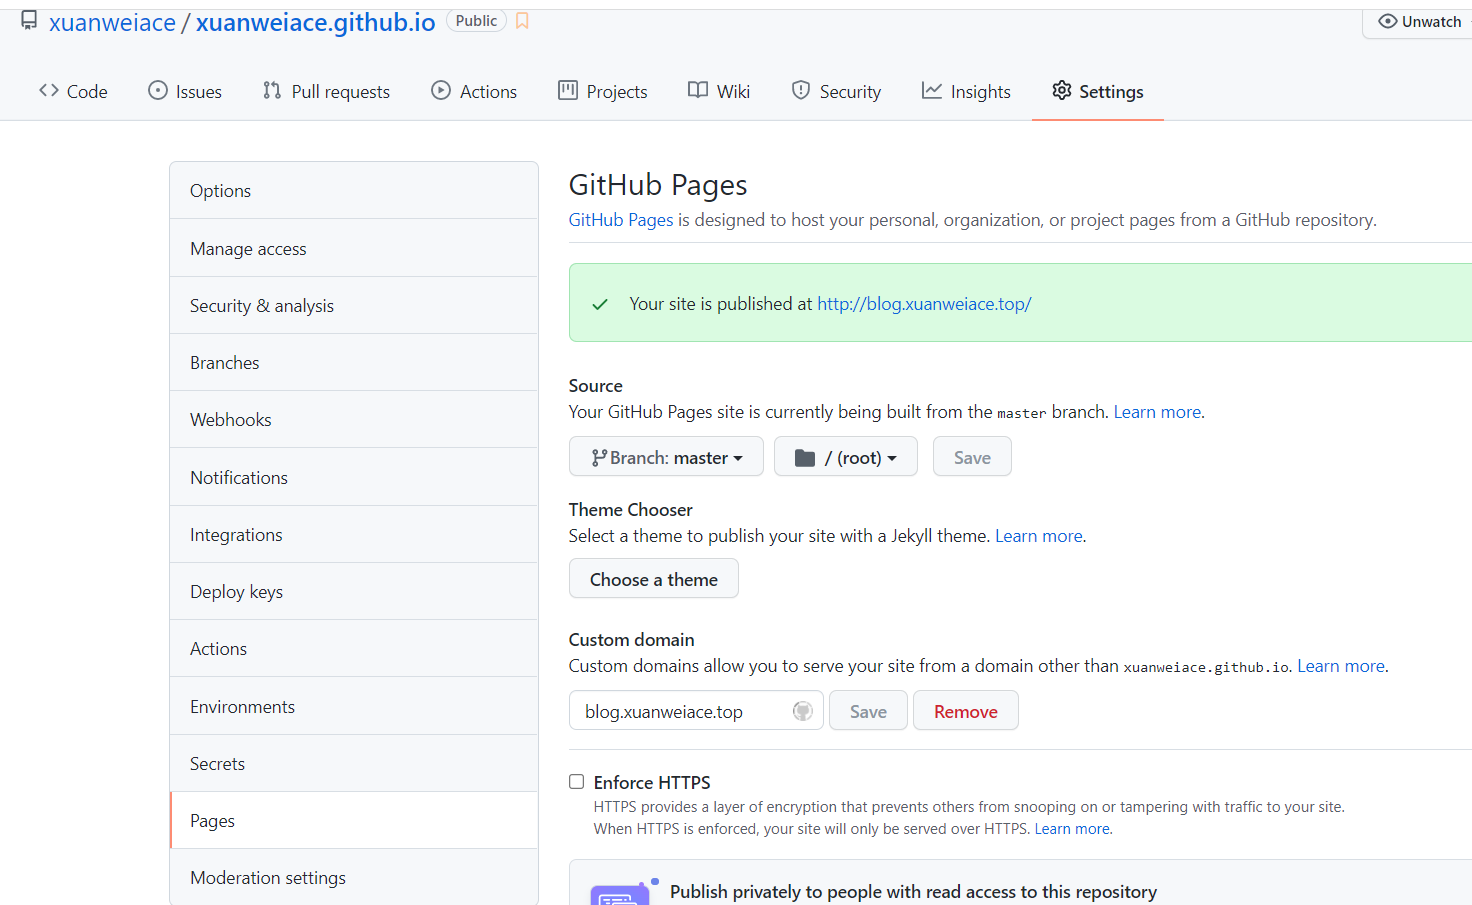 xuanweiace / xuanweiace.github.io Public
Unwatch
Code Issues Pull requests Actions Projects Wiki Security Insights Settings
Options
Manage access
Security & analysis
Branches
Webhooks
Notifications
Integrations
Deploy keys
Actions
Environments
Secrets
Pages
Moderation settings
GitHub Pages
GitHub Pages is designed to host your personal, organization, or project pages from a GitHub repository.
Your site is published at http://blog.xuanweiace.top/
Source
Your GitHub Pages site is currently being built from the master branch. Learn more.
Branch: master / (root) Save
Theme Chooser
Select a theme to publish your site with a Jekyll theme. Learn more.
Choose a theme
Custom domain
Custom domains allow you to serve your site from a domain other than xuanweiace.github.io. Learn more.
blog.xuanweiace.top Save Remove
Enforce HTTPS
HTTPS provides a layer of encryption that prevents others from snooping on or tampering with traffic to your site.
When HTTPS is enforced, your site will only be served over HTTPS. Learn more.
Publish privately to people with read access to this repository